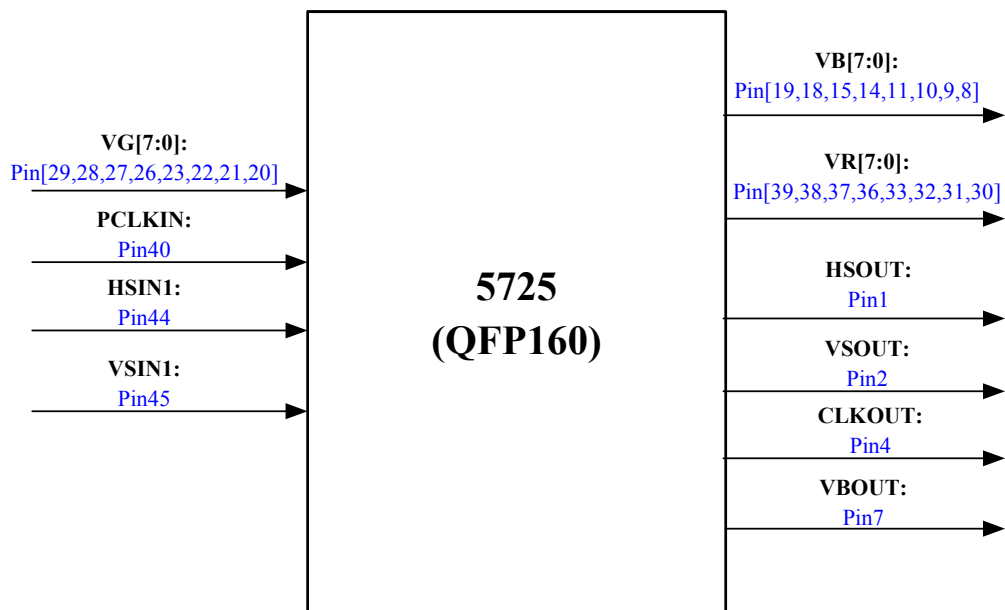 VG[7:0]:
Pin[29,28,27,26,23,22,21,20]
PCLKIN:
Pin40
HSIN1:
Pin44
VSIN1:
Pin45
5725
(QFP160)
VB[7:0]:
Pin[19,18,15,14,11,10,9,8]
VR[7:0]:
Pin[39,38,37,36,33,32,31,30]
HSOUT:
Pin1
VSOUT:
Pin2
CLKOUT:
Pin4
VBOUT:
Pin7